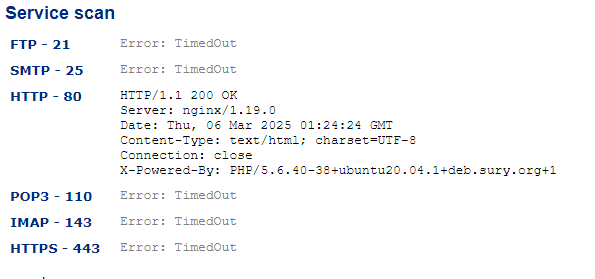 Service scan
FTP - 21 Error: TimedOut
SMTP - 25 Error: TimedOut
HTTP - 80 HTTP/1.1 200 OK
Server: nginx/1.19.0
Date: Thu, 06 Mar 2025 01:24:24 GMT
Content-Type: text/html; charset=UTF-8
Connection: close
X-Powered-By: PHP/5.6.40-38+ubuntu20.04.1+deb.sury.org+1
POP3 - 110 Error: TimedOut
IMAP - 143 Error: TimedOut
HTTPS - 443 Error: TimedOut